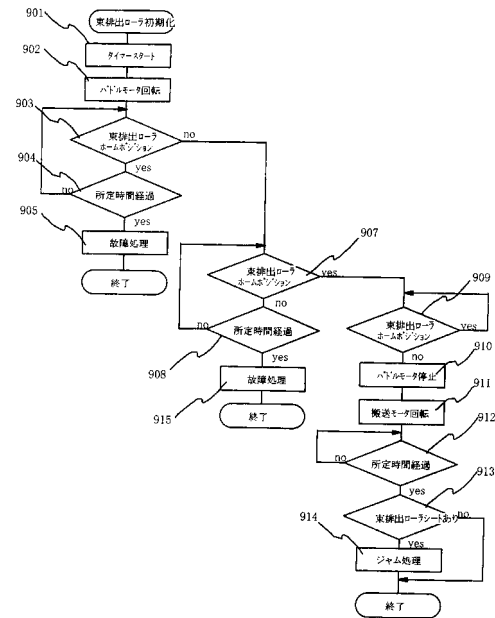 束排出ローラ初期化
901
タイマースタート
902
パドルモータ回転
903
束排出ローラ
ホームポジション
no
yes
904
所定時間経過
no
yes
905
故障処理
終了
907
束排出ローラ
ホームポジション
yes
no
所定時間経過
no
908
yes
故障処理
915
終了
909
束排出ローラ
ホームポジション
yes
no
910
パドルモータ停止
911
搬送モータ回転
912
所定時間経過
no
yes
913
束排出ローラシートあり
no
yes
914
ジャム処理
終了